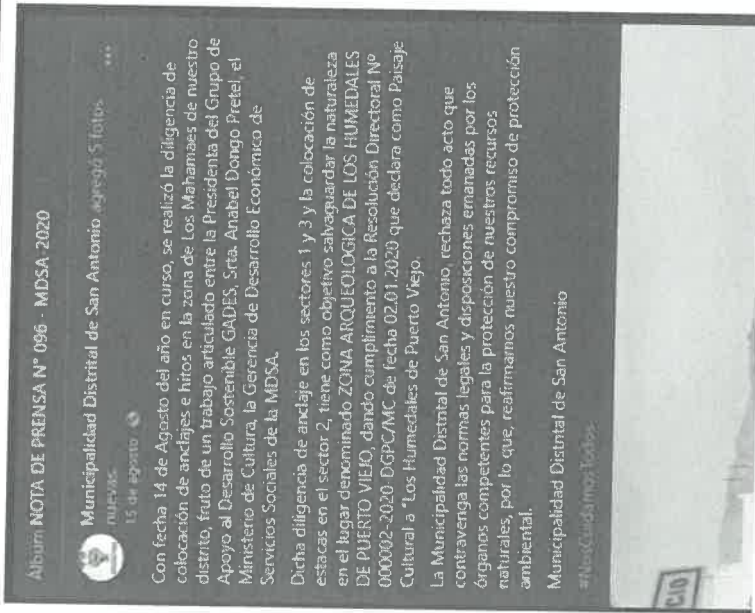 Álbum NOTA DE PRENSA N° 096 - MDSA 2020
Municipalidad Distrital de San Antonio agregó 5 fotos
nuevas.
15 de agosto
Con fecha 14 de Agosto del año en curso, se realizó la diligencia de
colocación de anclajes e hitos en la zona de Los Mahamaes de nuestro
distrito, fruto de un trabajo articulado entre la Presidenta del Grupo de
Apoyo al Desarrollo Sostenible GADES, Srta. Anabel Dongo Pretel, el
Ministerio de Cultura, la Gerencia de Desarrollo Económico de
Servicios Sociales de la MDSA.
Dicha diligencia de anclaje en los sectores 1 y 3 y la colocación de
estacas en el sector 2, tiene como objetivo salvaguardar la naturaleza
en el lugar denominado ZONA ARQUEOLOGICA DE LOS HUMEDALES
DE PUERTO VIEJO, dando cumplimiento a la Resolución Directoral N°
000002-2020-DGPC/MC de fecha 02.01.2020 que declara como Paisaje
Cultural a "Los Humedales de Puerto Viejo.
La Municipalidad Distrital de San Antonio, rechaza todo acto que
contravenga las normas legales y disposiciones emanadas por los
órganos competentes para la protección de nuestros recursos
naturales, por lo que, reafirmamos nuestro compromiso de protección
ambiental.
Municipalidad Distrital de San Antonio
#NosCuidamosTodos
CIO